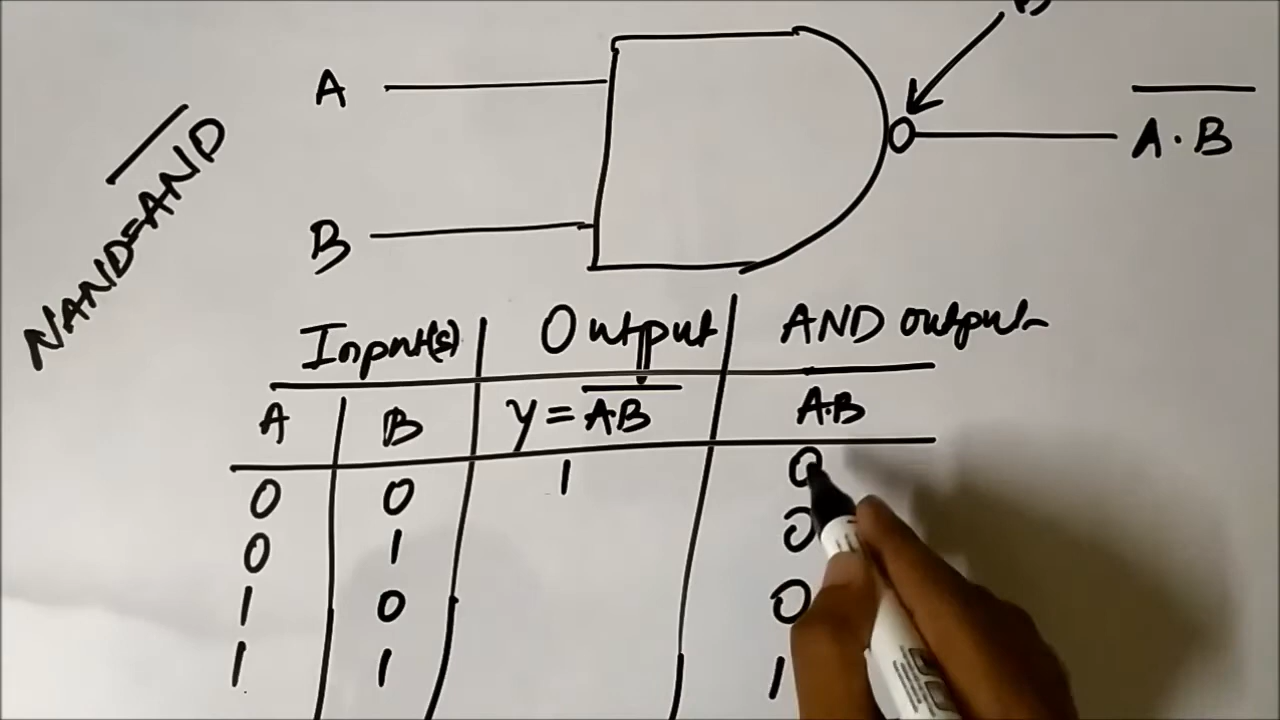 A
B
A.B
NAND=AND
Input(s) Output AND output
A B Y=A.B A.B
0 0 1 0
0 1 0
1 0 0
1 1 1